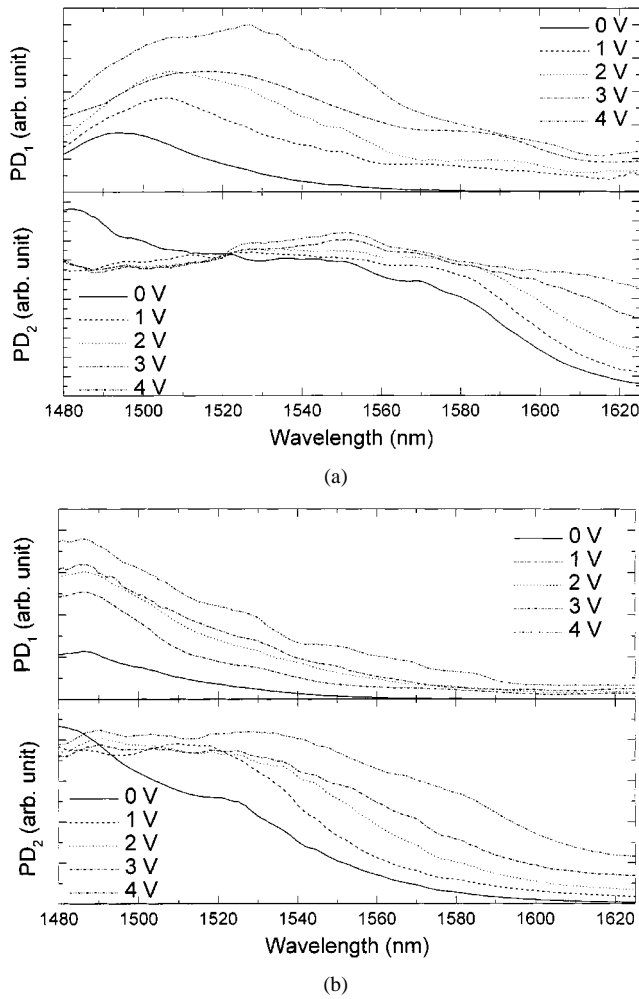 PD1 (arb. unit)
0 V
1 V
2 V
3 V
4 V
PD2 (arb. unit)
0 V
1 V
2 V
3 V
4 V
1480 1500 1520 1540 1560 1580 1600 1620
Wavelength (nm)
(a)
PD1 (arb. unit)
0 V
1 V
2 V
3 V
4 V
PD2 (arb. unit)
0 V
1 V
2 V
3 V
4 V
1480 1500 1520 1540 1560 1580 1600 1620
Wavelength (nm)
(b)